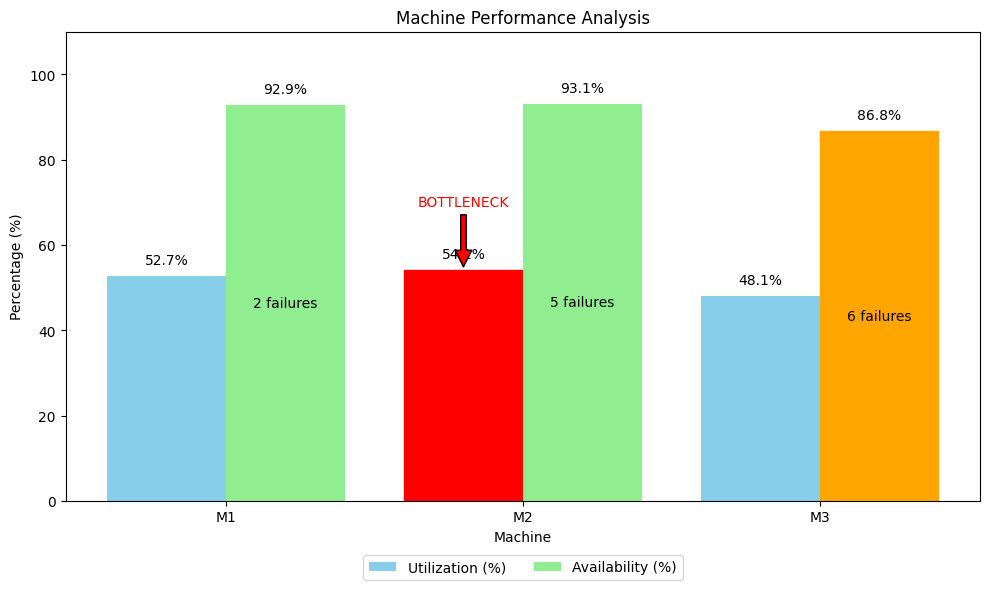 Machine Performance Analysis
Percentage (%)
100
80
60
40
20
0
92.9%
93.1%
86.8%
BOTTLENECK
52.7%
48.1%
2 failures
5 failures
6 failures
M1
M2
M3
Machine
Utilization (%)
Availability (%)